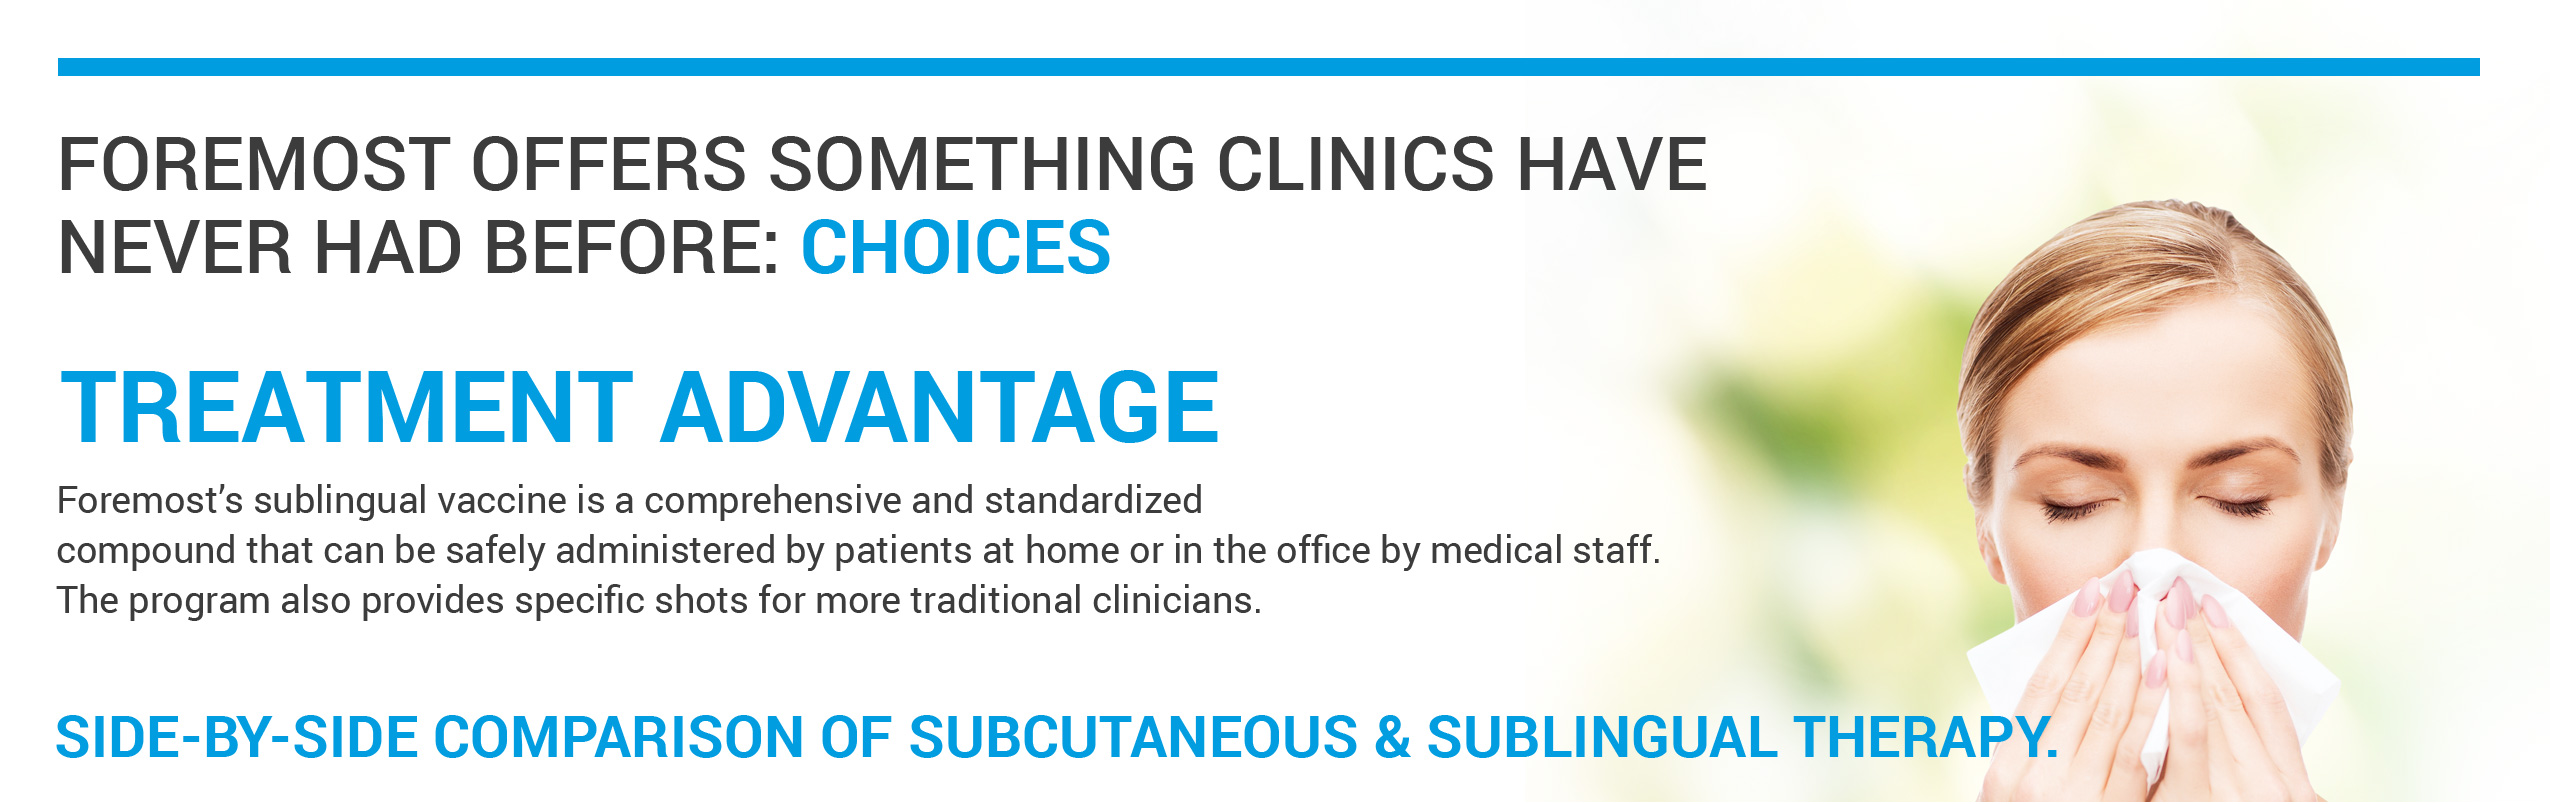 FOREMOST OFFERS SOMETHING CLINICS HAVE
NEVER HAD BEFORE: CHOICES
TREATMENT ADVANTAGE
Foremost’s sublingual vaccine is a comprehensive and standardized
compound that can be safely administered by patients at home or in the office by medical staff.
The program also provides specific shots for more traditional clinicians.
SIDE-BY-SIDE COMPARISON OF SUBCUTANEOUS & SUBLINGUAL THERAPY.